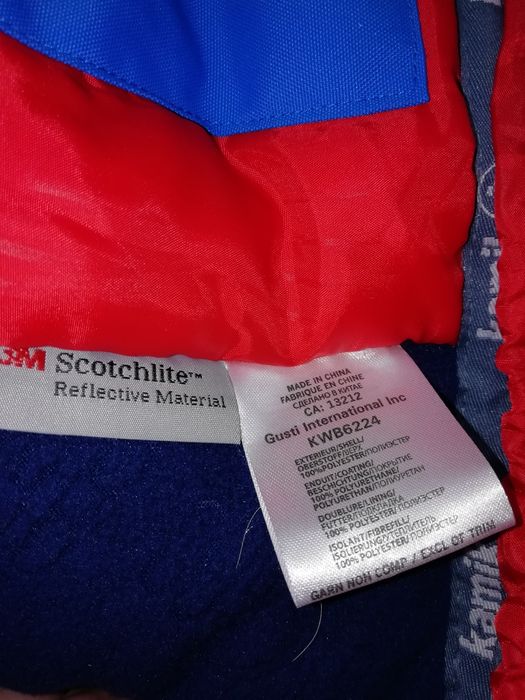 3M Scotchlite™
Reflective Material
MADE IN CHINA
FABRIQUE EN CHINE
СДЕЛАНО В КИТАЕ
CA: 13212
Gusti International Inc
KWB6224
EXTERIEUR/SHELL/
OBERSTOFF/ВЕРХ
100%POLYESTER/ПОЛИЭСТЕР
ENDUIT/COATING/
BESCHICHTUNG/ПОКРЫТИЕ
100% POLYURETHANE/
POLYURETHAN/ПОЛИУРЕТАН
DOUBLURE/LINING/
FUTTER/ПОДКЛАДКА
100% POLYESTER/ПОЛИЭСТЕР
ISOLANT/FIBREFILL/
ISOLIERUNG/УТЕПЛИТЕЛЬ
100% POLYESTER/ПОЛИЭСТЕР
GARN NON COMP / EXCL OF TRIM
kamik